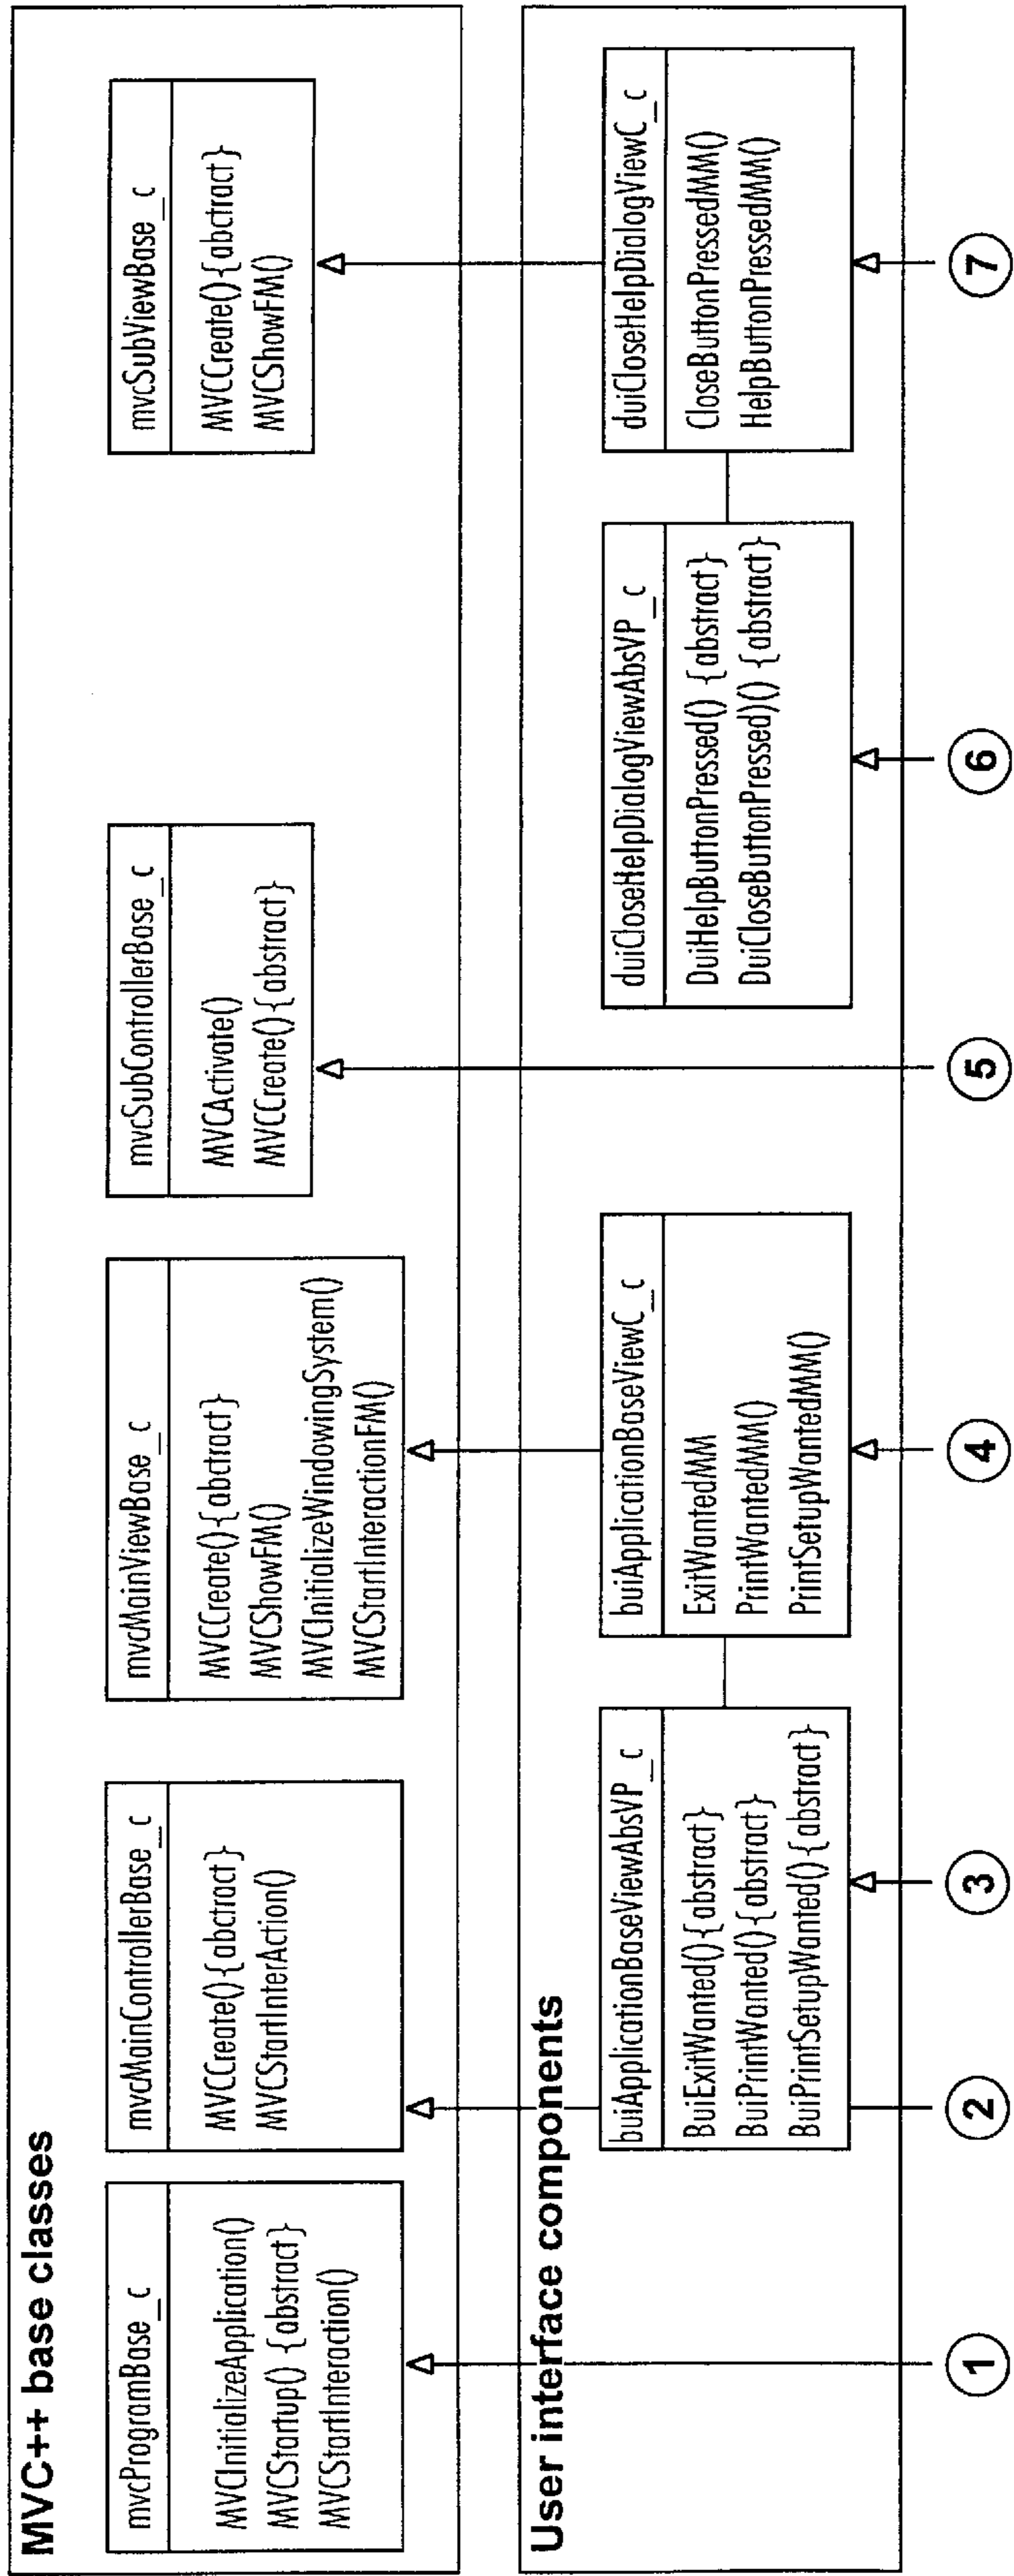 MVC++ base classes
mvcProgramBase_c
MVCInitializeApplication()
MVCStartup() {abstract}
MVCStartInteraction()
mvcMainControllerBase_c
MVCCreate(){abctract}
MVCStartInterAction()
mvcMainViewBase_c
MVCCreate(){abctract}
MVCShowFM()
MVCInitializeWindowingSystem()
MVCStartInteractionFM()
mvcSubControllerBase_c
MVCActivate()
MVCCreate(){abstract}
mvcSubViewBase_c
MVCCreate(){abctract}
MVCShowFM()
User interface components
buiApplicationBaseViewAbsVP_c
BuiExitWanted(){abstract}
BuiPrintWanted(){abstract}
BuiPrintSetupWanted(){abstract}
buiApplicationBaseViewC_c
ExitWantedMM
PrintWantedMM()
PrintSetupWantedMM()
duiCloseHelpDialogViewAbsVP_c
DuiHelpButtonPressed() {abstract}
DuiCloseButtonPressed)() {abstract}
duiCloseHelpDialogViewC_c
CloseButtonPressedMM()
HelpButtonPressedMM()
1
2
3
4
5
6
7